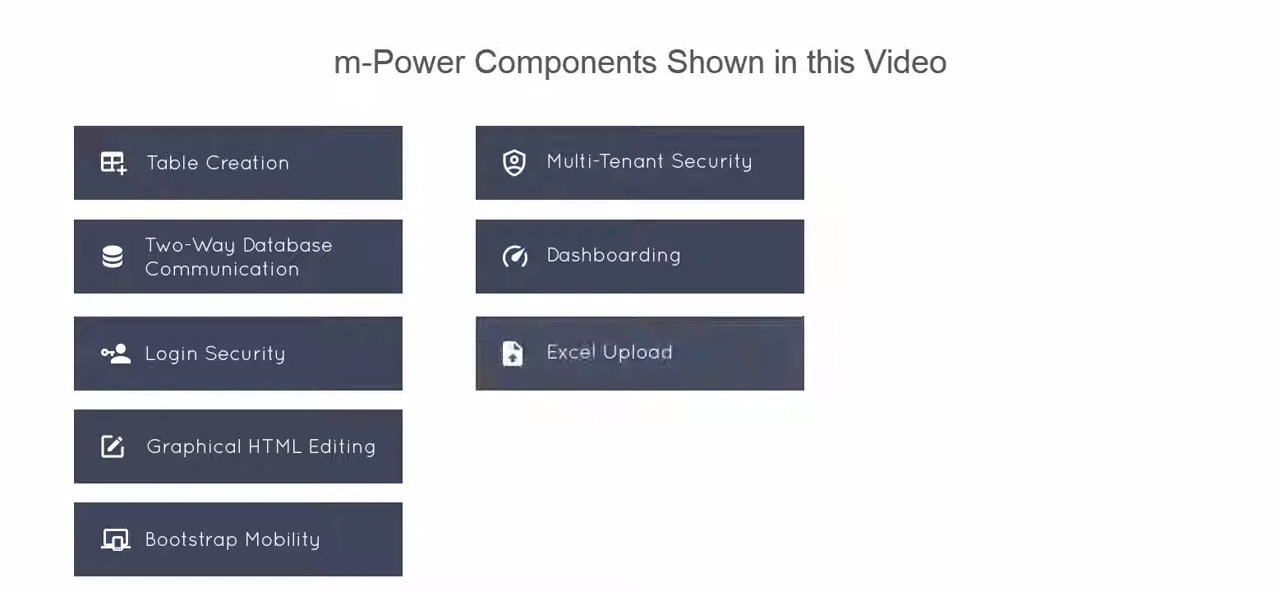 m-Power Components Shown in this Video
Table Creation
Two-Way Database
Communication
Login Security
Graphical HTML Editing
Bootstrap Mobility
Multi-Tenant Security
Dashboarding
Excel Upload